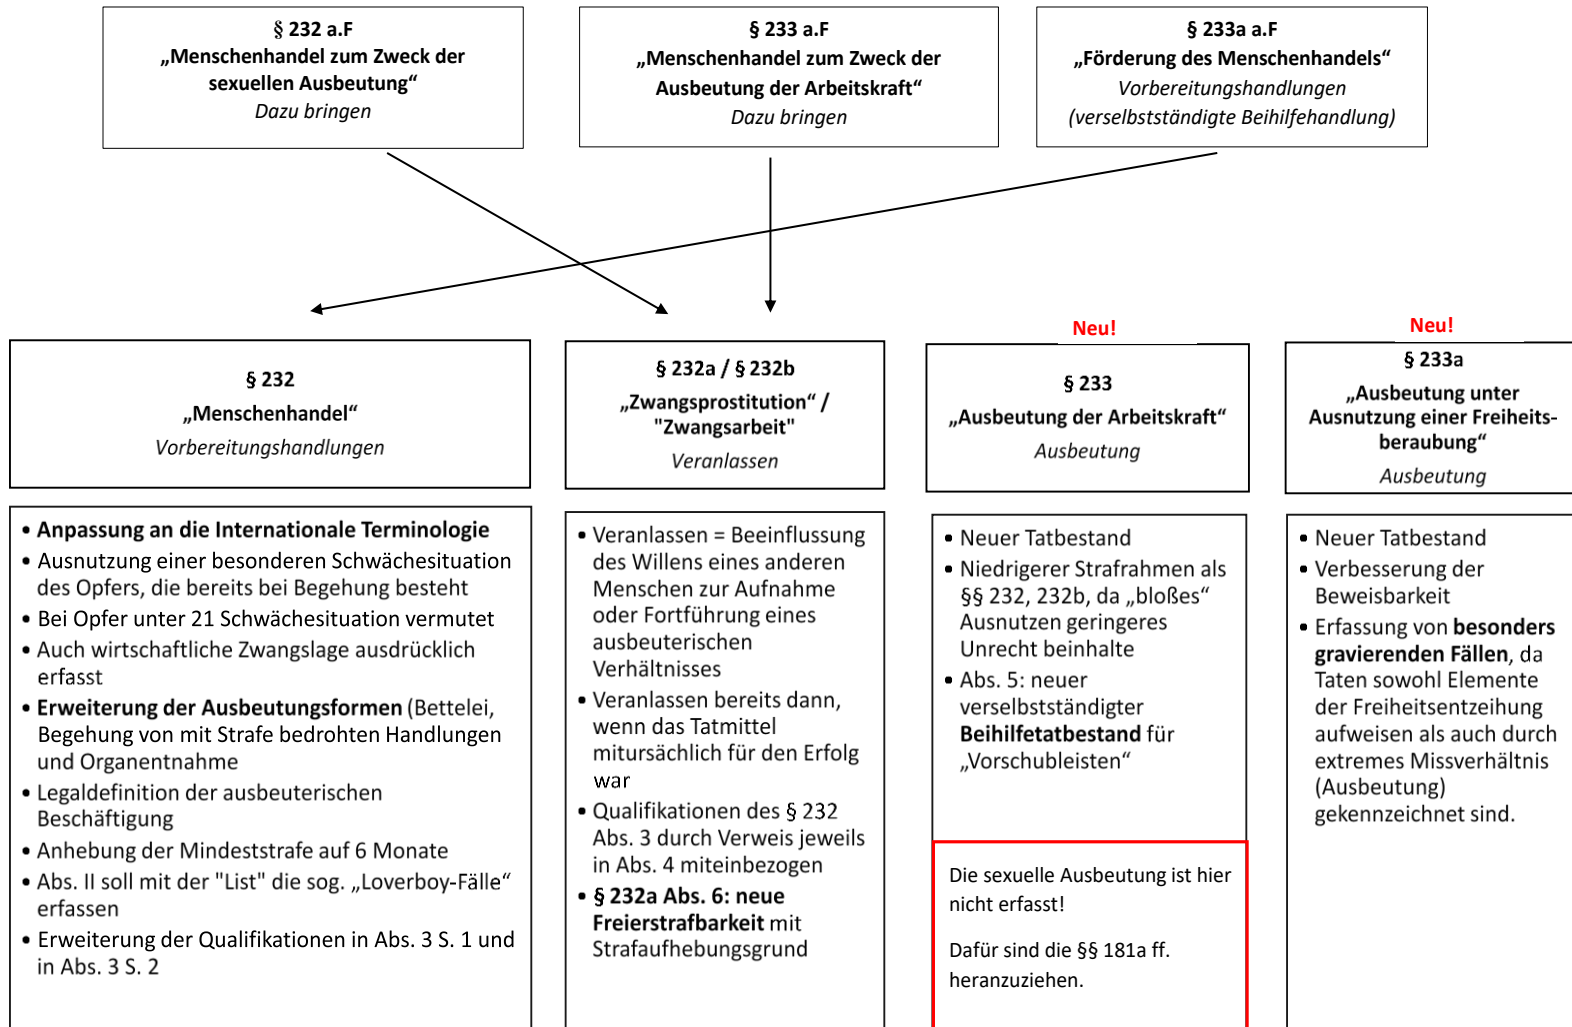 § 232 a.F
„Menschenhandel zum Zweck der
sexuellen Ausbeutung“
Dazu bringen
§ 233 a.F
„Menschenhandel zum Zweck der
Ausbeutung der Arbeitskraft“
Dazu bringen
§ 233a a.F
„Förderung des Menschenhandels“
Vorbereitungshandlungen
(verselbstständigte Beihilfehandlung)
§ 232
„Menschenhandel“
Vorbereitungshandlungen
§ 232a / § 232b
„Zwangsprostitution“ /
"Zwangsarbeit"
Veranlassen
Neu!
§ 233
„Ausbeutung der Arbeitskraft“
Ausbeutung
Neu!
§ 233a
„Ausbeutung unter
Ausnutzung einer Freiheits-
beraubung“
Ausbeutung
• Anpassung an die Internationale Terminologie
• Ausnutzung einer besonderen Schwächesituation
des Opfers, die bereits bei Begehung besteht
• Bei Opfer unter 21 Schwächesituation vermutet
• Auch wirtschaftliche Zwangslage ausdrücklich
erfasst
• Erweiterung der Ausbeutungsformen (Bettelei,
Begehung von mit Strafe bedrohten Handlungen
und Organentnahme
• Legaldefinition der ausbeuterischen
Beschäftigung
• Anhebung der Mindeststrafe auf 6 Monate
• Abs. II soll mit der "List" die sog. „Loverboy-Fälle“
erfassen
• Erweiterung der Qualifikationen in Abs. 3 S. 1 und
in Abs. 3 S. 2
• Veranlassen = Beeinflussung
des Willens eines anderen
Menschen zur Aufnahme
oder Fortführung eines
ausbeuterischen
Verhältnisses
• Veranlassen bereits dann,
wenn das Tatmittel
mitursächlich für den Erfolg
war
• Qualifikationen des § 232
Abs. 3 durch Verweis jeweils
in Abs. 4 miteinbezogen
• § 232a Abs. 6: neue
Freierstrafbarkeit mit
Strafaufhebungsgrund
• Neuer Tatbestand
• Niedrigerer Strafrahmen als
§§ 232, 232b, da „bloßes“
Ausnutzen geringeres
Unrecht beinhalte
• Abs. 5: neuer
verselbstständigter
Beihilfetatbestand für
„Vorschubleisten“
Die sexuelle Ausbeutung ist hier
nicht erfasst!
Dafür sind die §§ 181a ff.
heranzuziehen.
• Neuer Tatbestand
• Verbesserung der
Beweisbarkeit
• Erfassung von besonders
gravierenden Fällen, da
Taten sowohl Elemente
der Freiheitsentzeihung
aufweisen als auch durch
extremes Missverhältnis
(Ausbeutung)
gekennzeichnet sind.